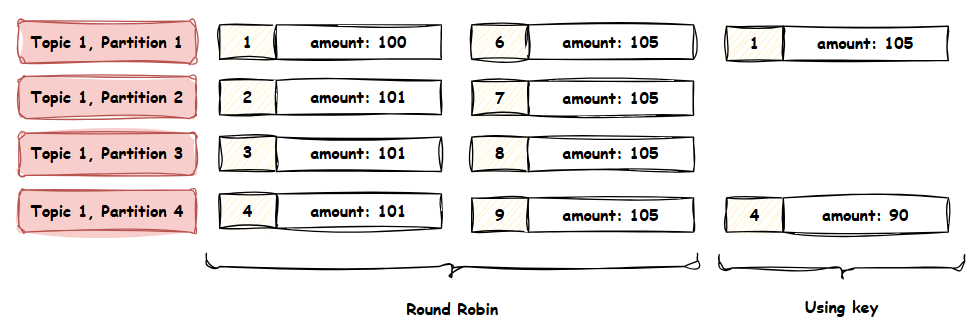 Topic 1, Partition 1 1 amount: 100 6 amount: 105 1 amount: 105
Topic 1, Partition 2 2 amount: 101 7 amount: 105
Topic 1, Partition 3 3 amount: 101 8 amount: 105
Topic 1, Partition 4 4 amount: 101 9 amount: 105 4 amount: 90
Round Robin Using key